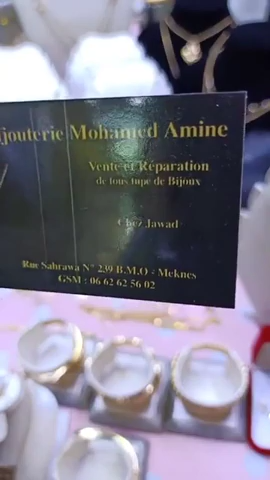 ijouterie Mohamed Amine
Vente et Réparation
de tous type de Bijoux
Chez Jawad
Rue Sahrawa N° 239 B.M.O - Meknes
GSM : 06 62 62 56 02